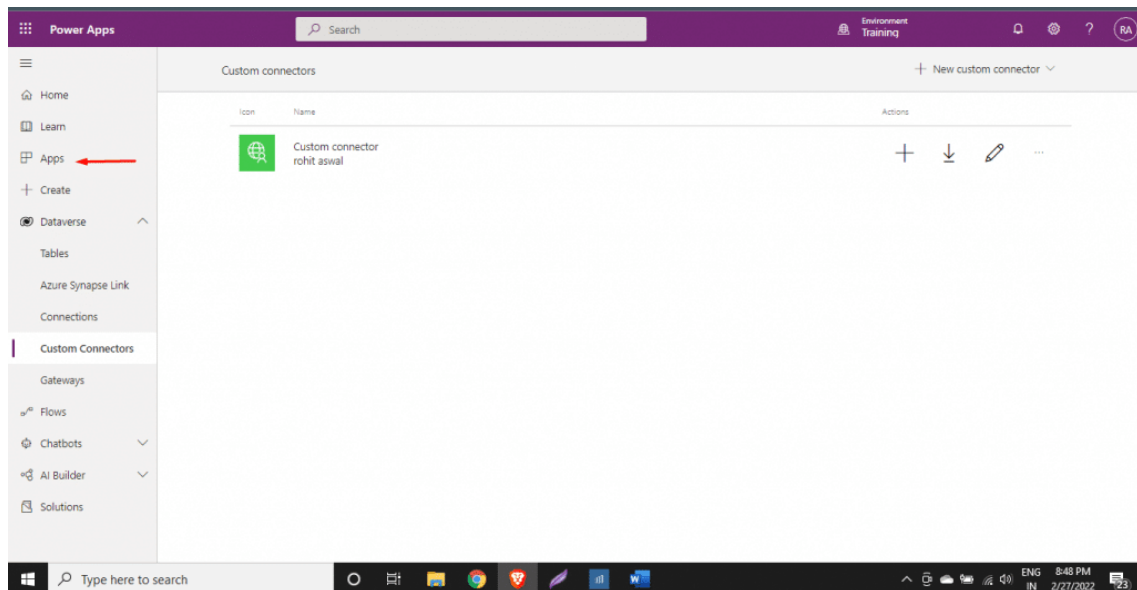 Power Apps
Search
Environment
Training
RA
Custom connectors
New custom connector
Home
Learn
Apps
Create
Dataverse
Tables
Azure Synapse Link
Connections
Custom Connectors
Gateways
Flows
Chatbots
AI Builder
Solutions
Icon Name Actions
Custom connector
rohit aswal
Type here to search
ENG 8:48 PM
IN 2/27/2022
23